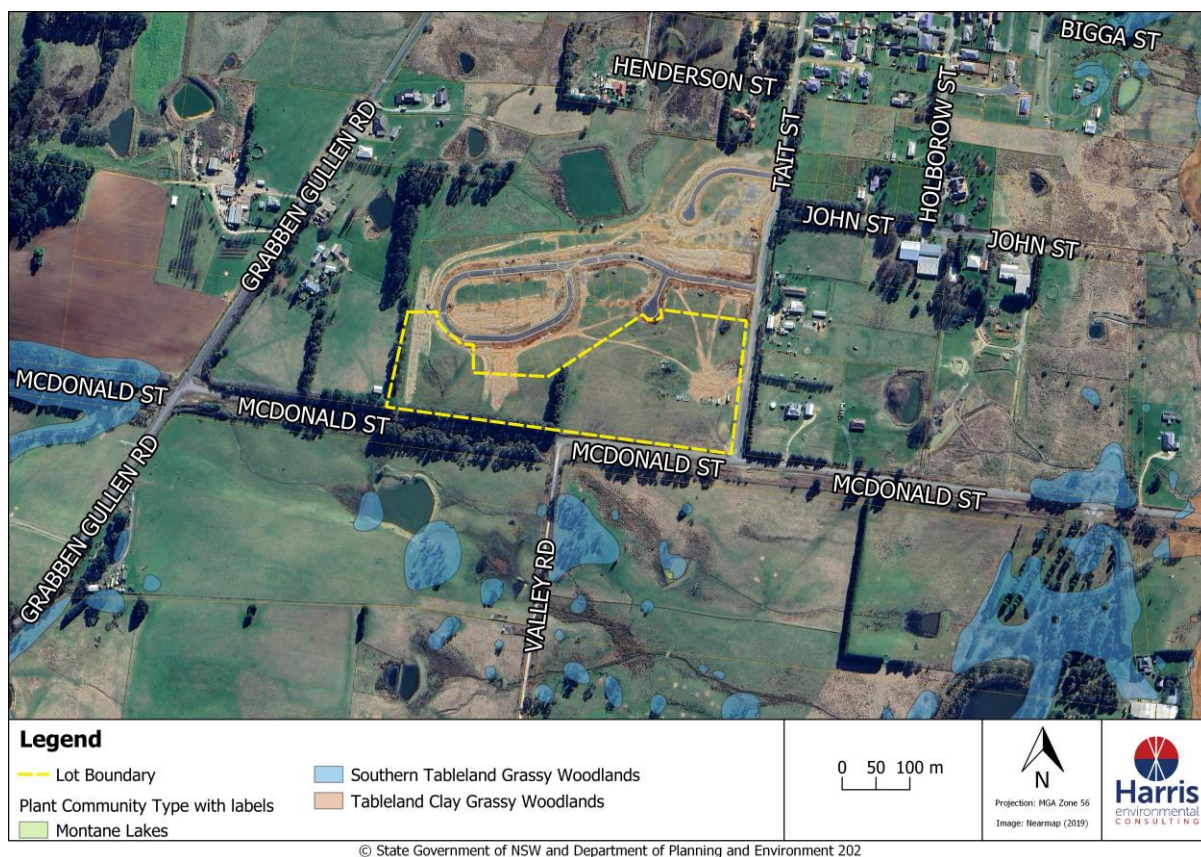 BIGGA ST
HENDERSON ST
HOLBOROW ST
TAIT ST
GRABBEN GULLEN RD
JOHN ST
JOHN ST
MCDONALD ST
MCDONALD ST
MCDONALD ST
MCDONALD ST
GRABBEN GULLEN RD
VALLEY RD
Legend
Lot Boundary
Plant Community Type with labels
Montane Lakes
Southern Tableland Grassy Woodlands
Tableland Clay Grassy Woodlands
0 50 100 m
N
Projection: MGA Zone 56
Image: Nearmap (2019)
Harris
environmental
CONSULTING
© State Government of NSW and Department of Planning and Environment 202